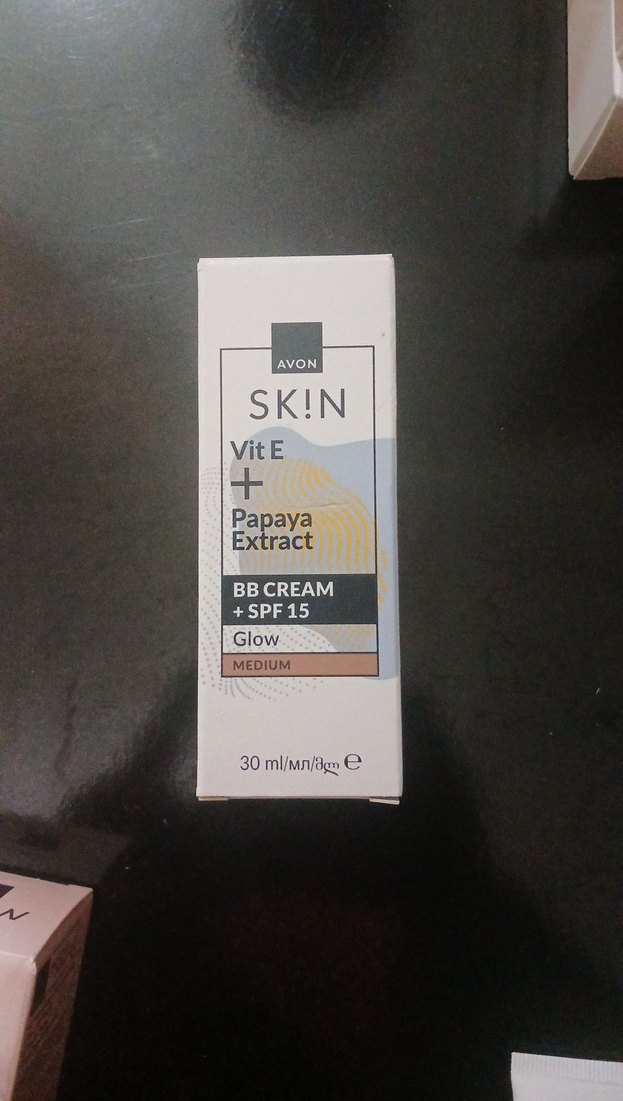 AVON
SK!N
Vit E
+
Papaya
Extract
BB CREAM
+ SPF 15
Glow
MEDIUM
30 ml/мл/მლ ℮
N